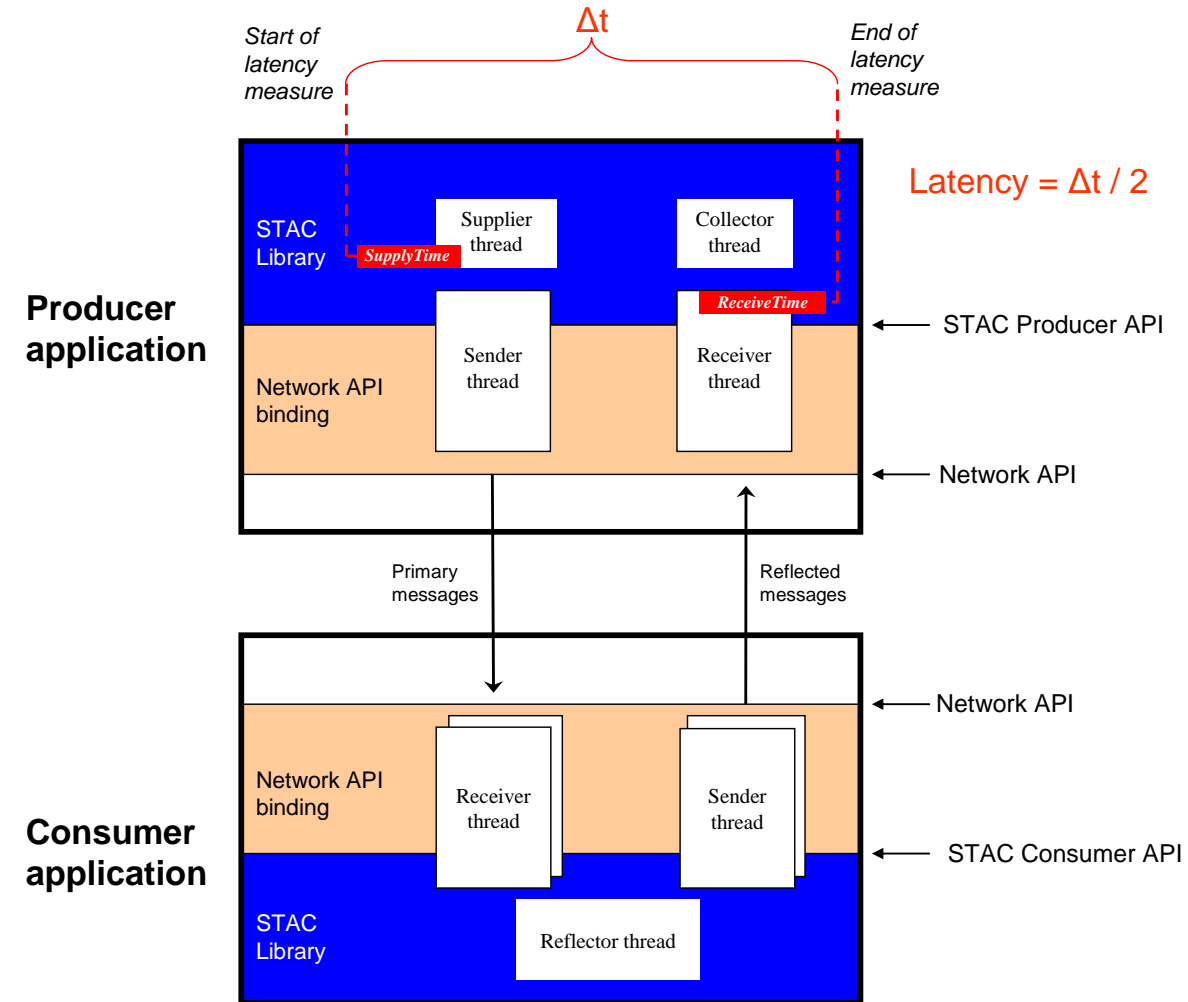 Δt
Start of
latency
measure
End of
latency
measure
Latency = Δt / 2
Producer
application
STAC
Library
Supplier
thread
Collector
thread
SupplyTime
ReceiveTime
STAC Producer API
Sender
thread
Receiver
thread
Network API
binding
Network API
Primary
messages
Reflected
messages
Network API
Consumer
application
Network API
binding
Receiver
thread
Sender
thread
STAC Consumer API
STAC
Library
Reflector thread